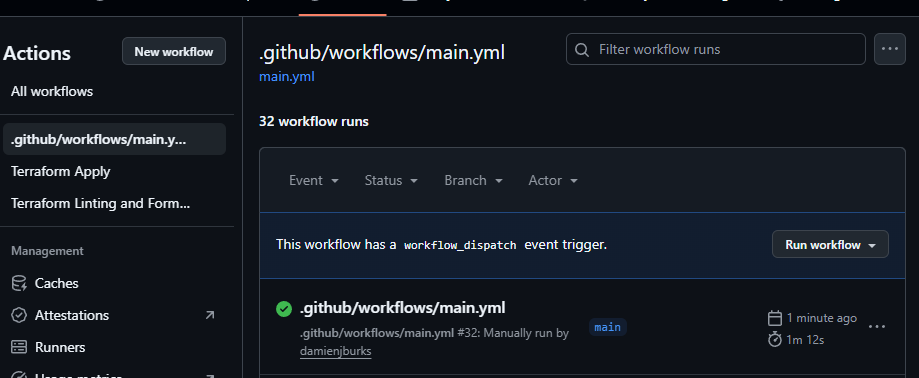 Actions
New workflow
All workflows
.github/workflows/main.y...
Terraform Apply
Terraform Linting and Form...
Management
Caches
Attestations
Runners
Usage metrics
.github/workflows/main.yml
main.yml
Filter workflow runs
32 workflow runs
Event
Status
Branch
Actor
This workflow has a workflow_dispatch event trigger.
Run workflow
.github/workflows/main.yml
.github/workflows/main.yml #32: Manually run by
damienjburks
main
1 minute ago
1m 12s